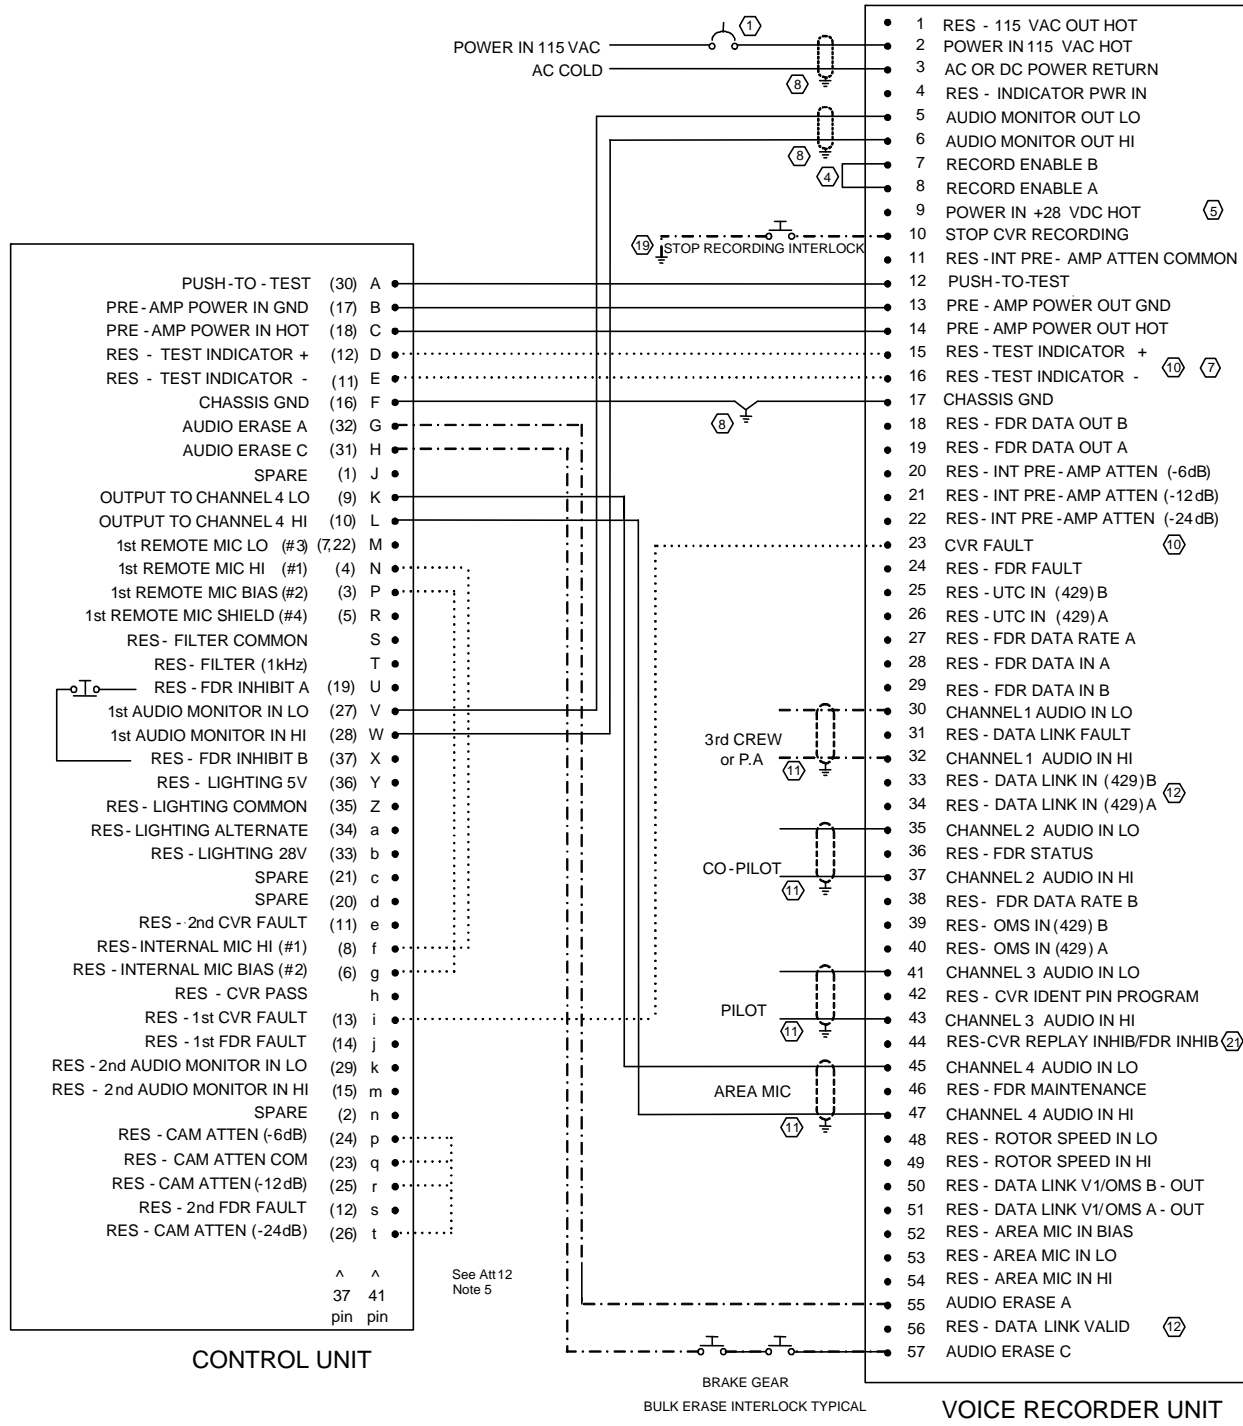 1 RES - 115 VAC OUT HOT
POWER IN 115 VAC 1 2 POWER IN 115 VAC HOT
AC COLD 8 3 AC OR DC POWER RETURN
4 RES - INDICATOR PWR IN
5 AUDIO MONITOR OUT LO
8 6 AUDIO MONITOR OUT HI
4 7 RECORD ENABLE B
8 RECORD ENABLE A
9 POWER IN +28 VDC HOT 5
19 STOP RECORDING INTERLOCK 10 STOP CVR RECORDING
11 RES - INT PRE - AMP ATTEN COMMON
PUSH - TO - TEST (30) A 12 PUSH - TO-TEST
PRE - AMP POWER IN GND (17) B 13 PRE - AMP POWER OUT GND
PRE - AMP POWER IN HOT (18) C 14 PRE - AMP POWER OUT HOT
RES - TEST INDICATOR + (12) D 15 RES - TEST INDICATOR +
RES - TEST INDICATOR - (11) E 16 RES - TEST INDICATOR - 10 7
CHASSIS GND (16) F 8 17 CHASSIS GND
AUDIO ERASE A (32) G 18 RES - FDR DATA OUT B
AUDIO ERASE C (31) H 19 RES - FDR DATA OUT A
SPARE (1) J 20 RES - INT PRE - AMP ATTEN (-6dB)
OUTPUT TO CHANNEL 4 LO (9) K 21 RES - INT PRE - AMP ATTEN (-12 dB)
OUTPUT TO CHANNEL 4 HI (10) L 22 RES - INT PRE - AMP ATTEN (-24 dB)
1st REMOTE MIC LO (#3) (7,22) M 23 CVR FAULT 10
1st REMOTE MIC HI (#1) (4) N 24 RES - FDR FAULT
1st REMOTE MIC BIAS (#2) (3) P 25 RES - UTC IN (429) B
1st REMOTE MIC SHIELD (#4) (5) R 26 RES - UTC IN (429) A
RES - FILTER COMMON S 27 RES - FDR DATA RATE A
RES - FILTER (1kHz) T 28 RES - FDR DATA IN A
RES - FDR INHIBIT A (19) U 29 RES - FDR DATA IN B
1st AUDIO MONITOR IN LO (27) V 30 CHANNEL 1 AUDIO IN LO
1st AUDIO MONITOR IN HI (28) W 3rd CREW or P.A 31 RES - DATA LINK FAULT
RES - FDR INHIBIT B (37) X 11 32 CHANNEL 1 AUDIO IN HI
RES - LIGHTING 5V (36) Y 33 RES - DATA LINK IN (429) B
RES - LIGHTING COMMON (35) Z 34 RES - DATA LINK IN (429) A 12
RES - LIGHTING ALTERNATE (34) a 35 CHANNEL 2 AUDIO IN LO
RES - LIGHTING 28V (33) b 36 RES - FDR STATUS
SPARE (21) c CO - PILOT 11 37 CHANNEL 2 AUDIO IN HI
SPARE (20) d 38 RES - FDR DATA RATE B
RES - 2nd CVR FAULT (11) e 39 RES - OMS IN (429) B
RES - INTERNAL MIC HI (#1) (8) f 40 RES - OMS IN (429) A
RES - INTERNAL MIC BIAS (#2) (6) g 41 CHANNEL 3 AUDIO IN LO
RES - CVR PASS h 42 RES - CVR IDENT PIN PROGRAM
RES - 1st CVR FAULT (13) i PILOT 11 43 CHANNEL 3 AUDIO IN HI
RES - 1st FDR FAULT (14) j 44 RES-CVR REPLAY INHIB/FDR INHIB 21
RES - 2nd AUDIO MONITOR IN LO (29) k 45 CHANNEL 4 AUDIO IN LO
RES - 2nd AUDIO MONITOR IN HI (15) m AREA MIC 46 RES - FDR MAINTENANCE
SPARE (2) n 11 47 CHANNEL 4 AUDIO IN HI
RES - CAM ATTEN (-6dB) (24) p 48 RES - ROTOR SPEED IN LO
RES - CAM ATTEN COM (23) q 49 RES - ROTOR SPEED IN HI
RES - CAM ATTEN (-12dB) (25) r 50 RES - DATA LINK V1/OMS B - OUT
RES - 2nd FDR FAULT (12) s 51 RES - DATA LINK V1/OMS A - OUT
RES - CAM ATTEN (-24dB) (26) t 52 RES - AREA MIC IN BIAS
53 RES - AREA MIC IN LO
^ ^ See Att 12 54 RES - AREA MIC IN HI
37 41 Note 5 55 AUDIO ERASE A
pin pin 56 RES - DATA LINK VALID 12
CONTROL UNIT 57 AUDIO ERASE C
BRAKE GEAR
BULK ERASE INTERLOCK TYPICAL
VOICE RECORDER UNIT